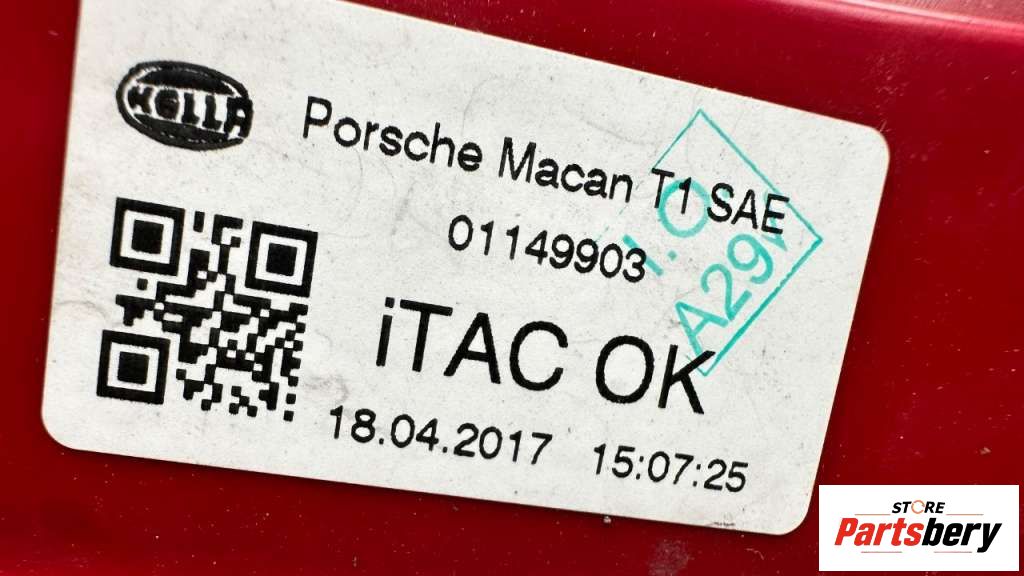 HELLA
Porsche Macan T1 SAE
01149903
A29
iTAC OK
18.04.2017 15:07:25
STORE
Partsbery